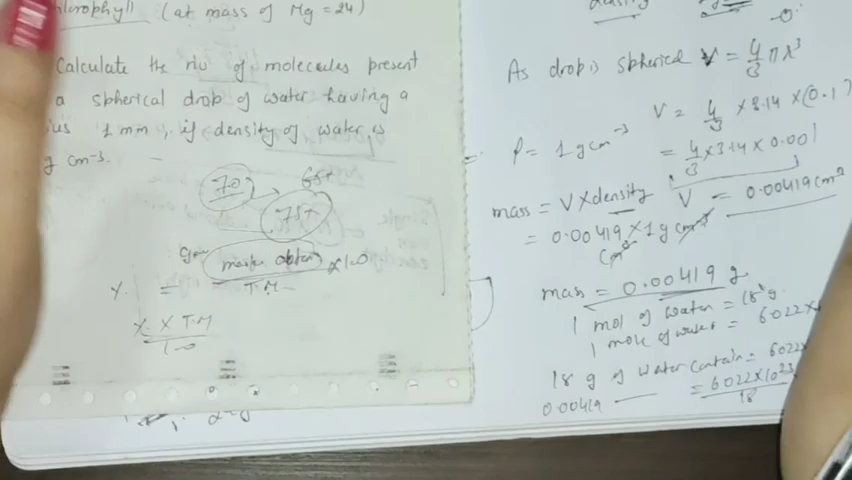 hlorophyll (at mass of Mg = 24)
Calculate the no of molecules present
a spherical drop of water having a
ius 1 mm, if density of water is
g cm⁻³.
70
75+
65+
marks obtain × 100
T.M
X × T.M
100
density
As drop is spherical V = 4/3 πr³
V = 4/3 × 3.14 × (0.1)
ρ = 1 g cm⁻³
= 4/3 × 3.14 × 0.001
mass = V × density
V = 0.00419 cm³
= 0.00419 × 1 g cm⁻³
cm³
mass = 0.00419 g
1 mol of water = 18 g.
1 mole of water = 6.022 ×
18 g of water contain = 6.022 ×
0.00419 — = 6.022 × 10²³
18